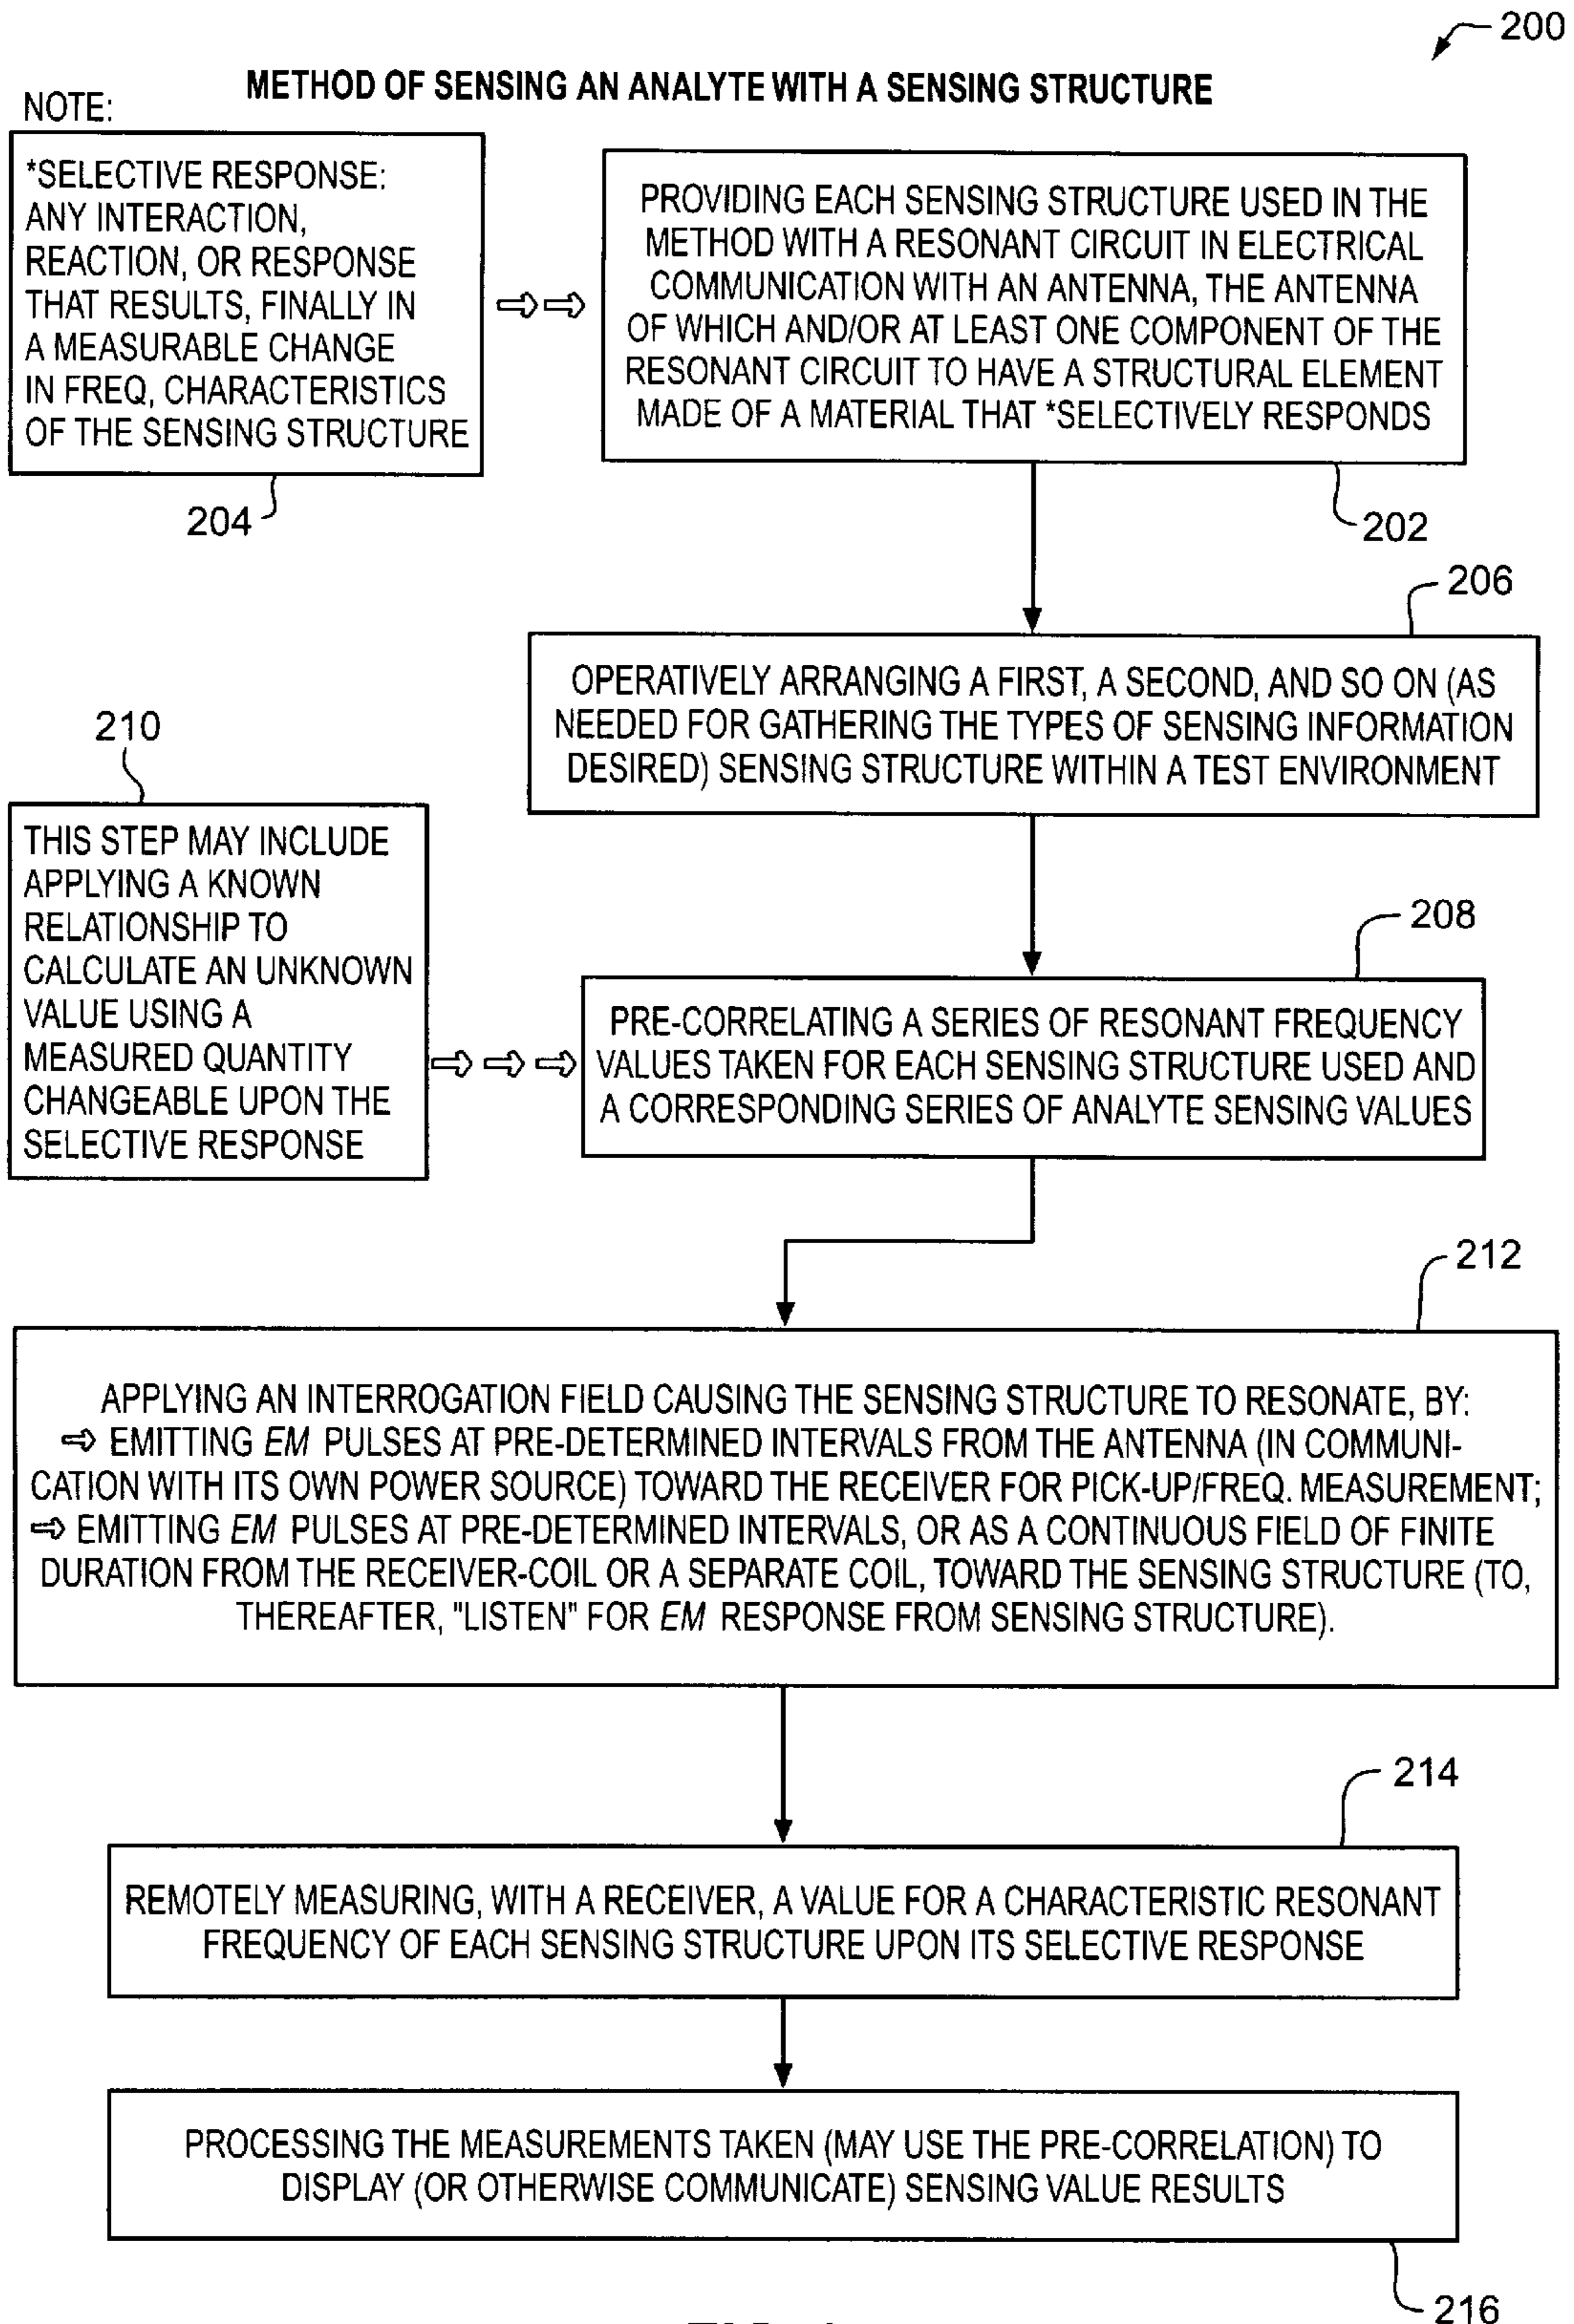 200
METHOD OF SENSING AN ANALYTE WITH A SENSING STRUCTURE
NOTE:
*SELECTIVE RESPONSE:
ANY INTERACTION,
REACTION, OR RESPONSE
THAT RESULTS, FINALLY IN
A MEASURABLE CHANGE
IN FREQ, CHARACTERISTICS
OF THE SENSING STRUCTURE
204
PROVIDING EACH SENSING STRUCTURE USED IN THE
METHOD WITH A RESONANT CIRCUIT IN ELECTRICAL
COMMUNICATION WITH AN ANTENNA, THE ANTENNA
OF WHICH AND/OR AT LEAST ONE COMPONENT OF THE
RESONANT CIRCUIT TO HAVE A STRUCTURAL ELEMENT
MADE OF A MATERIAL THAT *SELECTIVELY RESPONDS
202
206
OPERATIVELY ARRANGING A FIRST, A SECOND, AND SO ON (AS
NEEDED FOR GATHERING THE TYPES OF SENSING INFORMATION
DESIRED) SENSING STRUCTURE WITHIN A TEST ENVIRONMENT
210
THIS STEP MAY INCLUDE
APPLYING A KNOWN
RELATIONSHIP TO
CALCULATE AN UNKNOWN
VALUE USING A
MEASURED QUANTITY
CHANGEABLE UPON THE
SELECTIVE RESPONSE
208
PRE-CORRELATING A SERIES OF RESONANT FREQUENCY
VALUES TAKEN FOR EACH SENSING STRUCTURE USED AND
A CORRESPONDING SERIES OF ANALYTE SENSING VALUES
212
APPLYING AN INTERROGATION FIELD CAUSING THE SENSING STRUCTURE TO RESONATE, BY:
⇨ EMITTING EM PULSES AT PRE-DETERMINED INTERVALS FROM THE ANTENNA (IN COMMUNI-
CATION WITH ITS OWN POWER SOURCE) TOWARD THE RECEIVER FOR PICK-UP/FREQ. MEASUREMENT;
⇨ EMITTING EM PULSES AT PRE-DETERMINED INTERVALS, OR AS A CONTINUOUS FIELD OF FINITE
DURATION FROM THE RECEIVER-COIL OR A SEPARATE COIL, TOWARD THE SENSING STRUCTURE (TO,
THEREAFTER, "LISTEN" FOR EM RESPONSE FROM SENSING STRUCTURE).
214
REMOTELY MEASURING, WITH A RECEIVER, A VALUE FOR A CHARACTERISTIC RESONANT
FREQUENCY OF EACH SENSING STRUCTURE UPON ITS SELECTIVE RESPONSE
PROCESSING THE MEASUREMENTS TAKEN (MAY USE THE PRE-CORRELATION) TO
DISPLAY (OR OTHERWISE COMMUNICATE) SENSING VALUE RESULTS
216